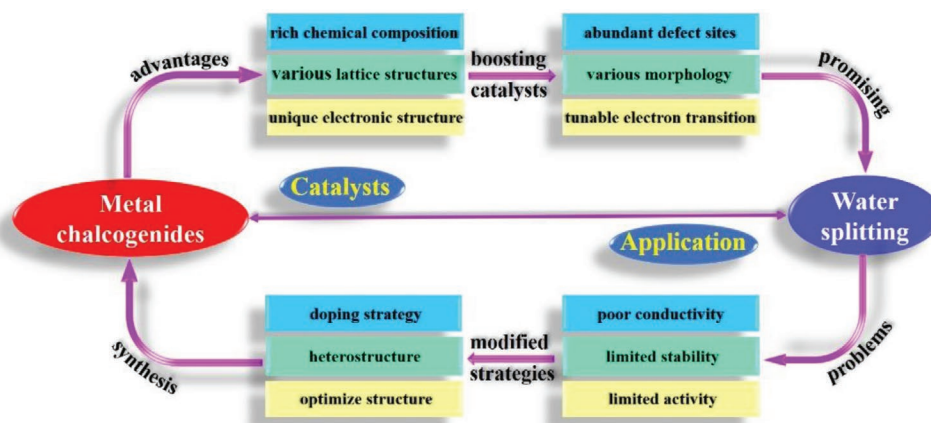 advantages
rich chemical composition
various lattice structures
unique electronic structure
boosting
catalysts
abundant defect sites
various morphology
tunable electron transition
promising
Metal
chalcogenides
Catalysts
Application
Water
splitting
problems
poor conductivity
limited stability
limited activity
modified
strategies
doping strategy
heterostructure
optimize structure
synthesis